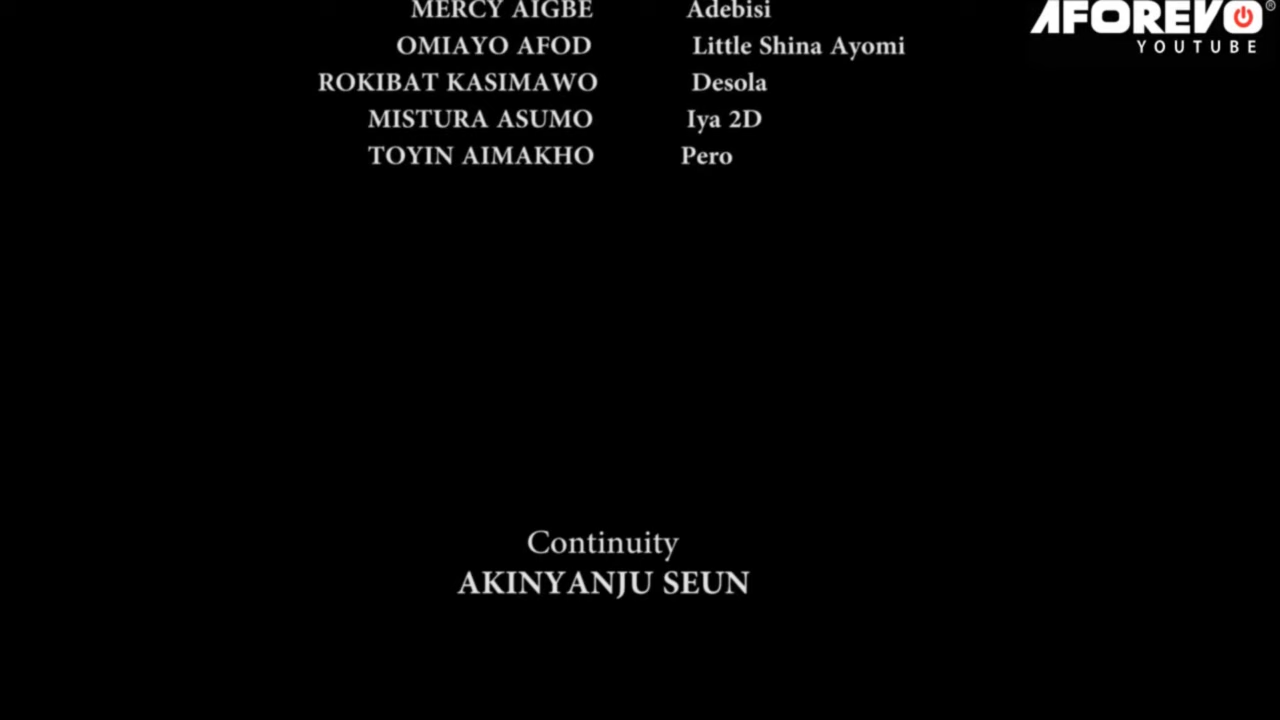 MERCY AIGBE Adebisi
OMIAYO AFOD Little Shina Ayomi
ROKIBAT KASIMAWO Desola
MISTURA ASUMO Iya 2D
TOYIN AIMAKHO Pero
Continuity
AKINYANJU SEUN
AFOREVO®
YOUTUBE